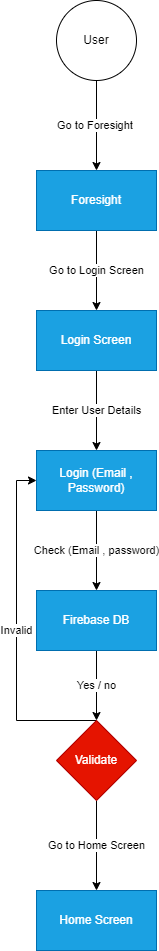 User
Go to Foresight
Foresight
Go to Login Screen
Login Screen
Enter User Details
Login (Email ,
Password)
Check (Email , password)
Firebase DB
Invalid
Yes / no
Validate
Go to Home Screen
Home Screen